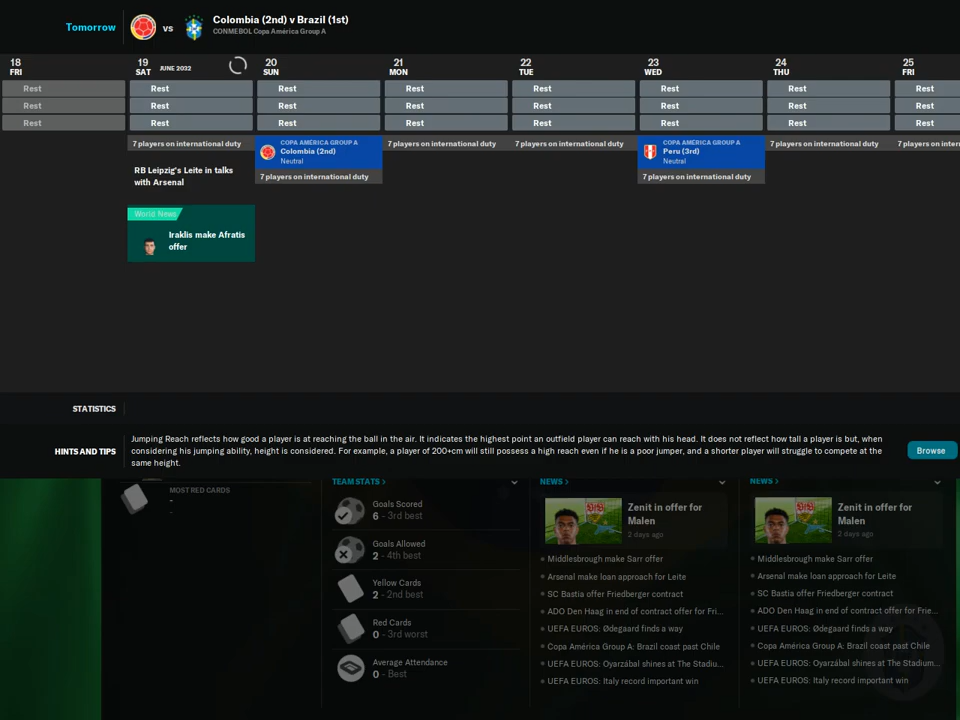 Tomorrow
vs
Colombia (2nd) v Brazil (1st)
CONMEBOL Copa América Group A
18
FRI
19
SAT JUNE 2032
20
SUN
21
MON
22
TUE
23
WED
24
THU
25
FRI
Rest Rest Rest Rest Rest Rest Rest Rest
Rest Rest Rest Rest Rest Rest Rest Rest
Rest Rest Rest Rest Rest Rest Rest Rest
7 players on international duty
RB Leipzig's Leite in talks
with Arsenal
World News
Iraklis make Afratis
offer
COPA AMÉRICA GROUP A
Colombia (2nd)
Neutral
7 players on international duty
7 players on international duty
7 players on international duty
COPA AMÉRICA GROUP A
Peru (3rd)
Neutral
7 players on international duty
7 players on international duty
7 players on intern
STATISTICS
HINTS AND TIPS
Jumping Reach reflects how good a player is at reaching the ball in the air. It indicates the highest point an outfield player can reach with his head. It does not reflect how tall a player is but, when
considering his jumping ability, height is considered. For example, a player of 200+cm will still possess a high reach even if he is a poor jumper, and a shorter player will struggle to compete at the
same height.
Browse
MOST RED CARDS
-
-
TEAM STATS >
Goals Scored
6 - 3rd best
Goals Allowed
2 - 4th best
Yellow Cards
2 - 2nd best
Red Cards
0 - 3rd worst
Average Attendance
0 - Best
NEWS >
Zenit in offer for
Malen
2 days ago
Middlesbrough make Sarr offer
Arsenal make loan approach for Leite
SC Bastia offer Friedberger contract
ADO Den Haag in end of contract offer for Fri...
UEFA EUROS: Ødegaard finds a way
Copa América Group A: Brazil coast past Chile
UEFA EUROS: Oyarzábal shines at The Stadiu...
UEFA EUROS: Italy record important win
NEWS >
Zenit in offer for
Malen
2 days ago
Middlesbrough make Sarr offer
Arsenal make loan approach for Leite
SC Bastia offer Friedberger contract
ADO Den Haag in end of contract offer for Frie...
UEFA EUROS: Ødegaard finds a way
Copa América Group A: Brazil coast past Chile
UEFA EUROS: Oyarzábal shines at The Stadium...
UEFA EUROS: Italy record important win